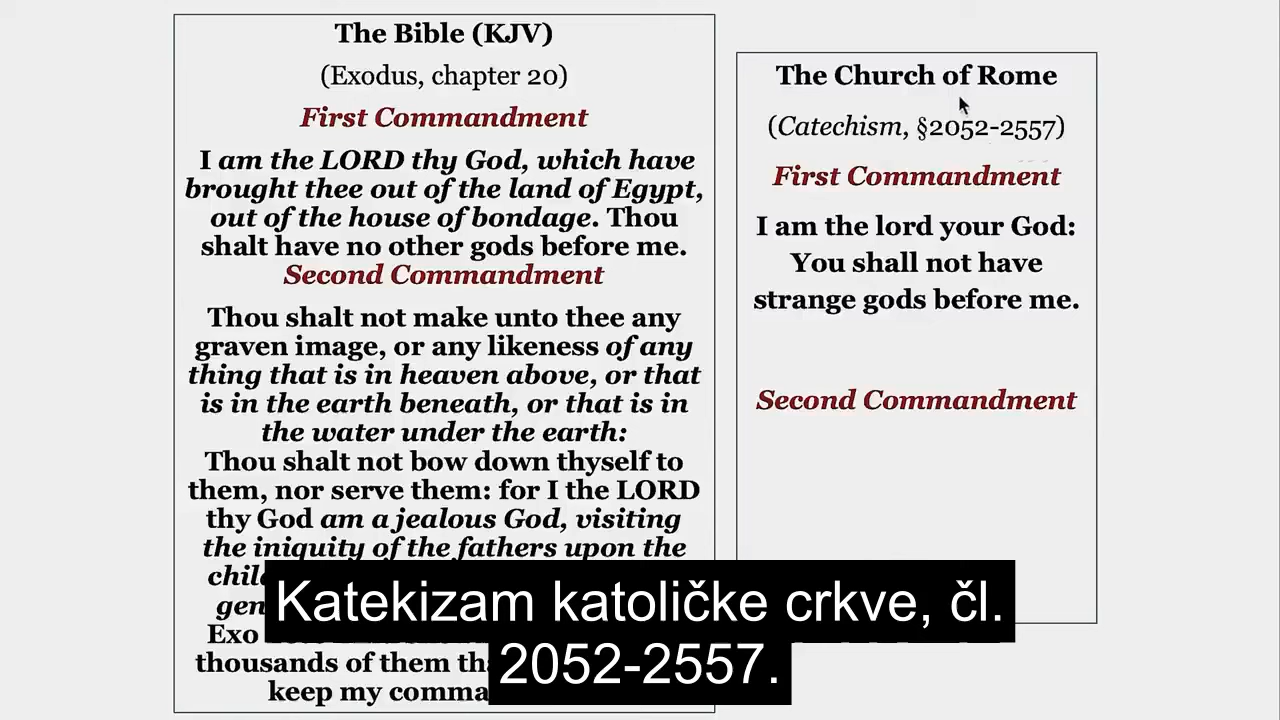 The Bible (KJV)
(Exodus, chapter 20)
First Commandment
I am the LORD thy God, which have
brought thee out of the land of Egypt,
out of the house of bondage. Thou
shalt have no other gods before me.
Second Commandment
Thou shalt not make unto thee any
graven image, or any likeness of any
thing that is in heaven above, or that
is in the earth beneath, or that is in
the water under the earth:
Thou shalt not bow down thyself to
them, nor serve them: for I the LORD
thy God am a jealous God, visiting
the iniquity of the fathers upon the
Exo
thousands of them
keep my
The Church of Rome
(Catechism, §2052-2557)
First Commandment
I am the lord your God:
You shall not have
strange gods before me.
Second Commandment
Katekizam katoličke crkve, čl.
2052-2557.